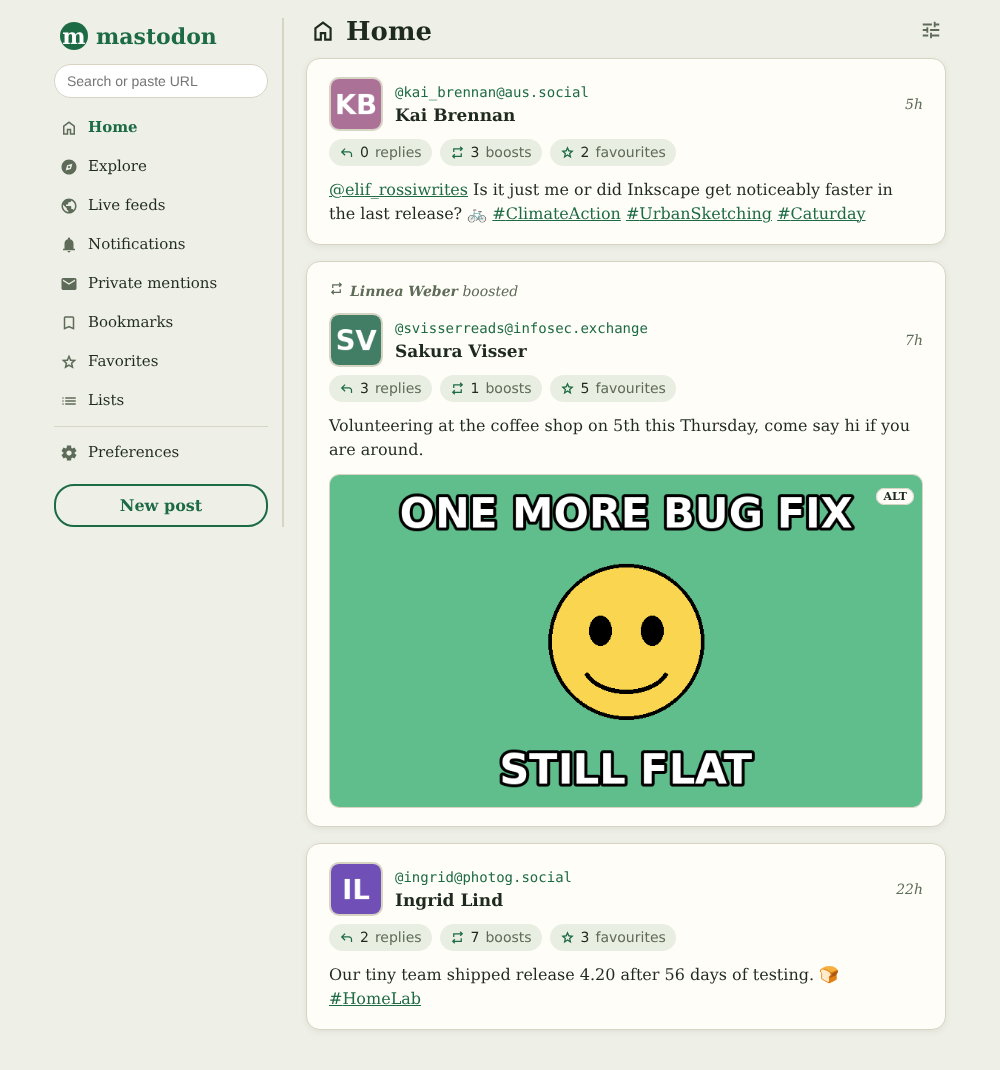 mastodon
Search or paste URL
Home
Explore
Live feeds
Notifications
Private mentions
Bookmarks
Favorites
Lists
Preferences
New post
Home
KB
@kai_brennan@aus.social
Kai Brennan
5h
0 replies
3 boosts
2 favourites
@elif_rossiwrites Is it just me or did Inkscape get noticeably faster in
the last release? 🚲 #ClimateAction #UrbanSketching #Caturday
Linnea Weber boosted
SV
@svisserreads@infosec.exchange
Sakura Visser
7h
3 replies
1 boosts
5 favourites
Volunteering at the coffee shop on 5th this Thursday, come say hi if you
are around.
ONE MORE BUG FIX
ALT
STILL FLAT
IL
@ingrid@photog.social
Ingrid Lind
22h
2 replies
7 boosts
3 favourites
Our tiny team shipped release 4.20 after 56 days of testing. 🍞
#HomeLab